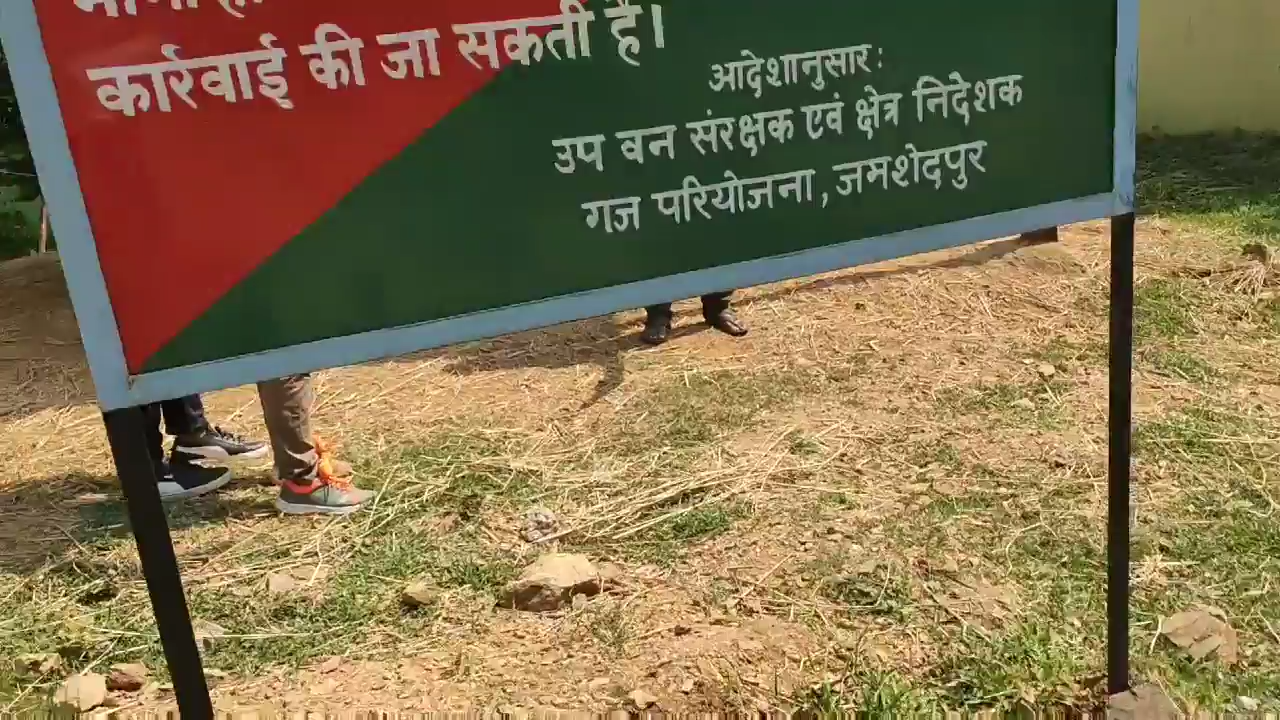 कार्रवाई की जा सकती है।
आदेशानुसार:
उप वन संरक्षक एवं क्षेत्र निदेशक
गज परियोजना, जमशेदपुर